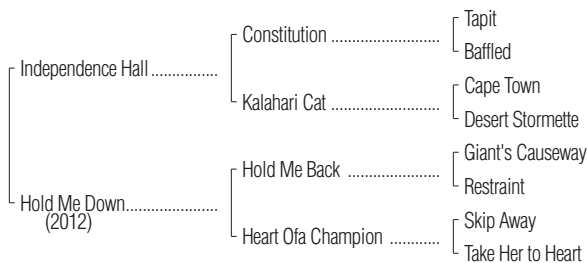 Tapit
Constitution ..........................
Baffled
Independence Hall ................
Cape Town
Kalahari Cat .........................
Desert Stormette
Giant's Causeway
Hold Me Back ......................
Restraint
Hold Me Down......................
(2012)
Skip Away
Heart Ofa Champion ............
Take Her to Heart